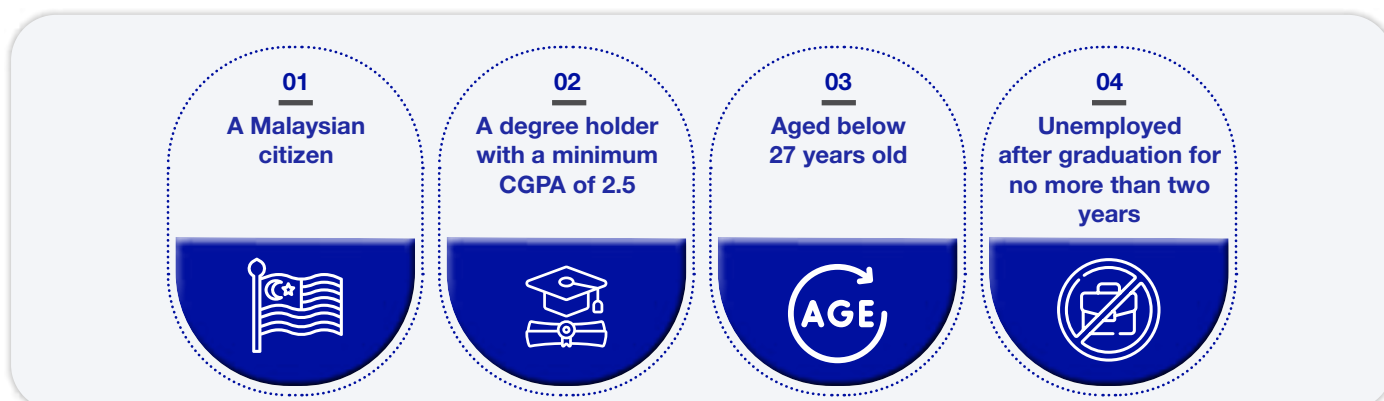 01
A Malaysian
citizen
02
A degree holder
with a minimum
CGPA of 2.5
03
Aged below
27 years old
AGE
04
Unemployed
after graduation for
no more than two
years